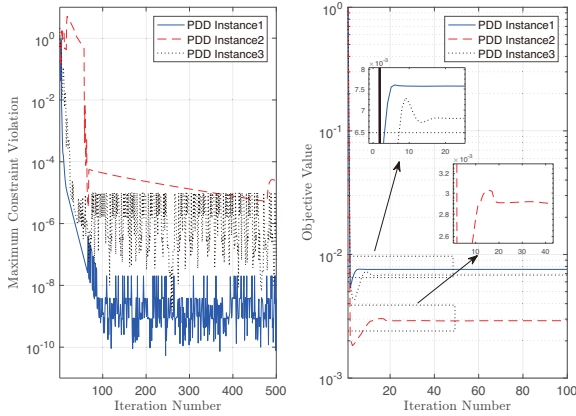 PDD Instance1
PDD Instance2
PDD Instance3
Maximum Constraint Violation
10^0
10^-2
10^-4
10^-6
10^-8
10^-10
100 200 300 400 500
Iteration Number
PDD Instance1
PDD Instance2
PDD Instance3
Objective Value
10^0
10^-1
10^-2
10^-3
20 40 60 80 100
Iteration Number
×10^-3
8
7.5
7
6.5
0 10 20
×10^-3
3.2
3
2.8
2.6
10 20 30 40